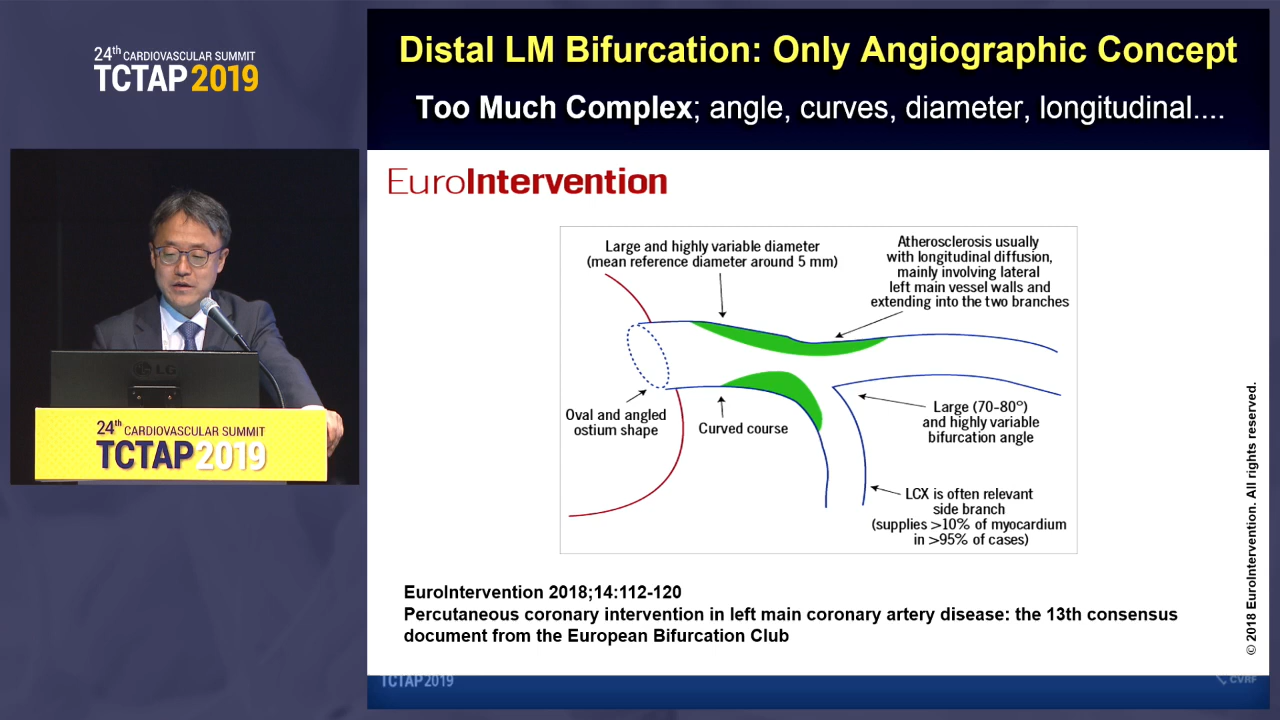 24th CARDIOVASCULAR SUMMIT
TCTAP 2019
Distal LM Bifurcation: Only Angiographic Concept
Too Much Complex; angle, curves, diameter, longitudinal....
EuroIntervention
Large and highly variable diameter
(mean reference diameter around 5 mm)
Atherosclerosis usually
with longitudinal diffusion,
mainly involving lateral
left main vessel walls and
extending into the two branches
Oval and angled
ostium shape
Curved course
Large (70-80°)
and highly variable
bifurcation angle
LCX is often relevant
side branch
(supplies >10% of myocardium
in >95% of cases)
© 2018 EuroIntervention. All rights reserved.
EuroIntervention 2018;14:112-120
Percutaneous coronary intervention in left main coronary artery disease: the 13th consensus
document from the European Bifurcation Club
LG
24th CARDIOVASCULAR SUMMIT
TCTAP 2019
TCTAP2019
CVRF